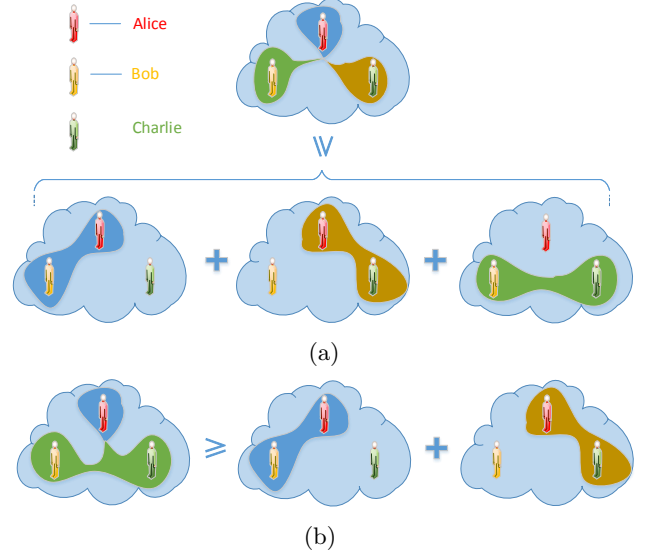 Alice
Bob
Charlie
⩾
+ +
(a)
⩾ +
(b)